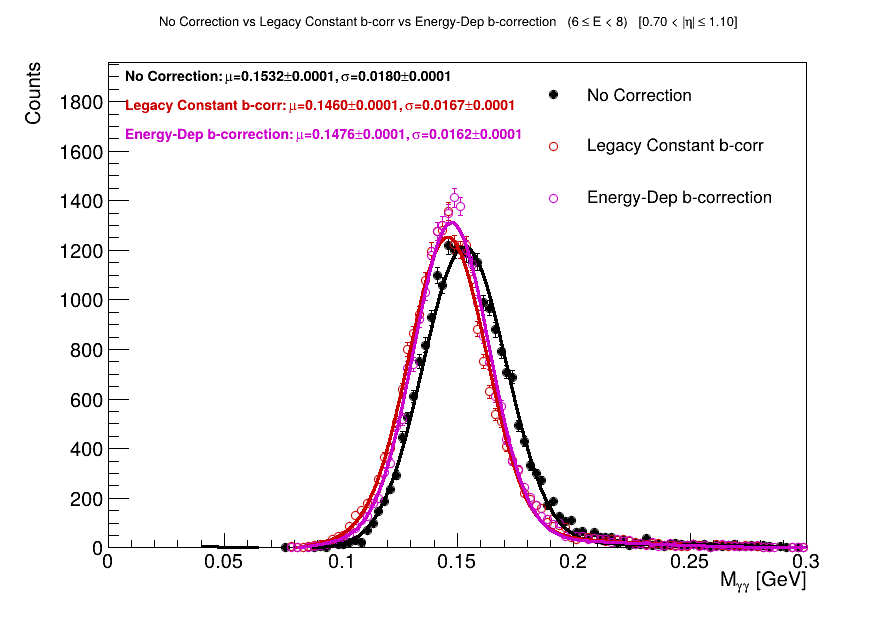 No Correction vs Legacy Constant b-corr vs Energy-Dep b-correction (6 ≤ E < 8) [0.70 < |η| ≤ 1.10]
Counts
No Correction: μ=0.1532±0.0001, σ=0.0180±0.0001
Legacy Constant b-corr: μ=0.1460±0.0001, σ=0.0167±0.0001
Energy-Dep b-correction: μ=0.1476±0.0001, σ=0.0162±0.0001
No Correction
Legacy Constant b-corr
Energy-Dep b-correction
1800
1600
1400
1200
1000
800
600
400
200
0
0 0.05 0.1 0.15 0.2 0.25 0.3
Mγγ [GeV]